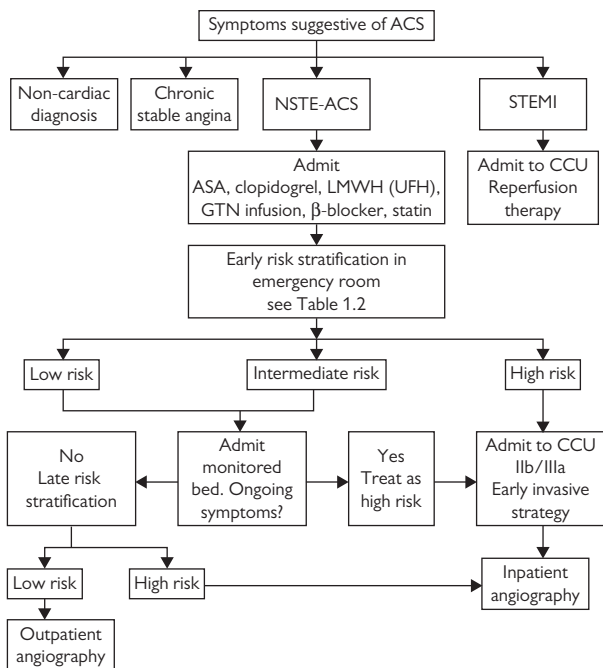 Symptoms suggestive of ACS
Non-cardiac
diagnosis
Chronic
stable angina
NSTE-ACS
STEMI
Admit
ASA, clopidogrel, LMWH (UFH),
GTN infusion, β-blocker, statin
Admit to CCU
Reperfusion
therapy
Early risk stratification in
emergency room
see Table 1.2
Low risk
Intermediate risk
High risk
No
Late risk
stratification
Admit
monitored
bed. Ongoing
symptoms?
Yes
Treat as
high risk
Admit to CCU
IIb/IIIa
Early invasive
strategy
Low risk
High risk
Inpatient
angiography
Outpatient
angiography